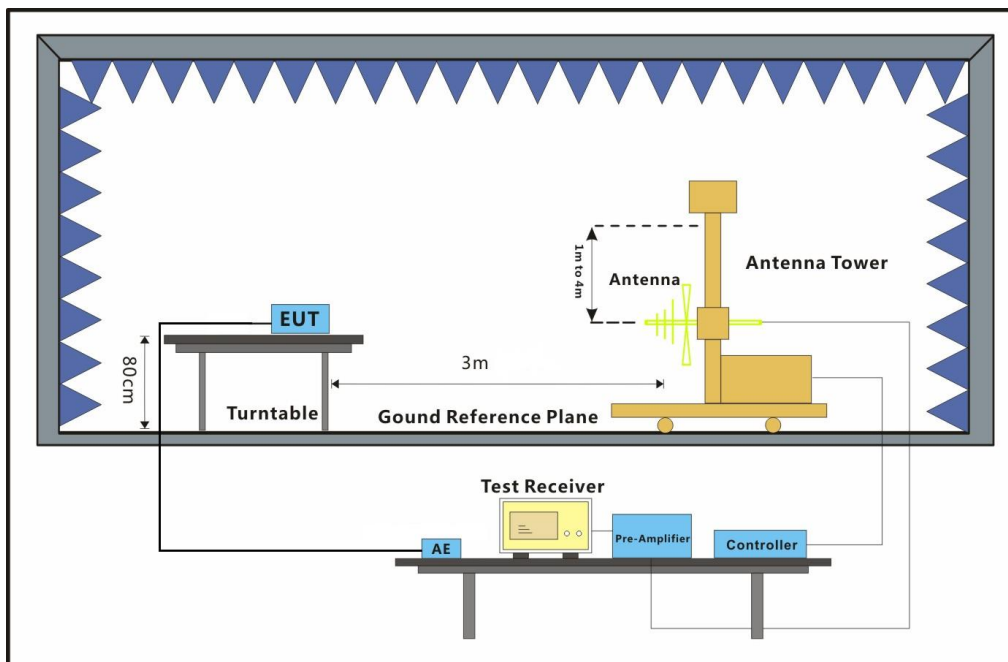 1m to 4m
Antenna
Antenna Tower
EUT
80cm
3m
Turntable
Gound Reference Plane
Test Receiver
AE
Pre-Amplifier
Controller